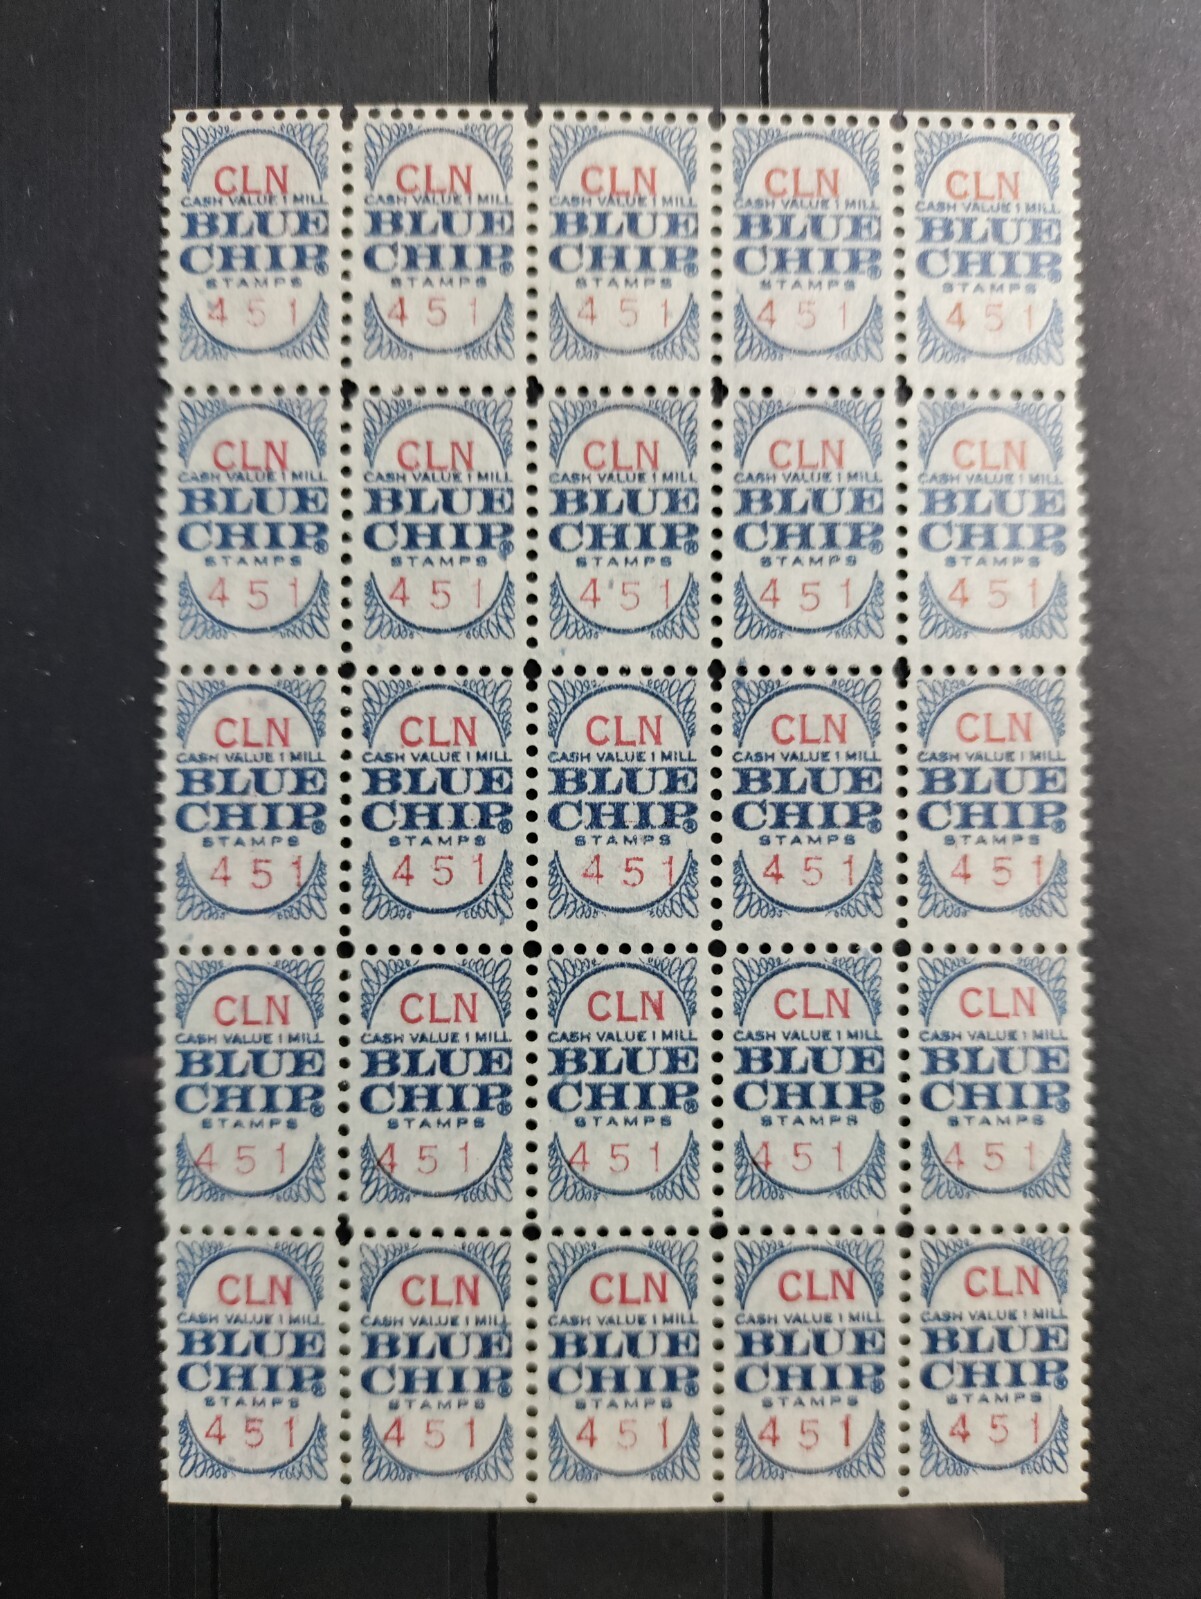 CLN CLN CLN CLN CLN
CASH VALUE 1 MILL CASH VALUE 1 MILL CASH VALUE 1 MILL CASH VALUE 1 MILL CASH VALUE 1 MILL
BLUE BLUE BLUE BLUE BLUE
CHIP® CHIP® CHIP® CHIP® CHIP®
STAMPS STAMPS STAMPS STAMPS STAMPS
451 451 451 451 451
CLN CLN CLN CLN CLN
CASH VALUE 1 MILL CASH VALUE 1 MILL CASH VALUE 1 MILL CASH VALUE 1 MILL CASH VALUE 1 MILL
BLUE BLUE BLUE BLUE BLUE
CHIP® CHIP® CHIP® CHIP® CHIP®
STAMPS STAMPS STAMPS STAMPS STAMPS
451 451 451 451 451
CLN CLN CLN CLN CLN
CASH VALUE 1 MILL CASH VALUE 1 MILL CASH VALUE 1 MILL CASH VALUE 1 MILL CASH VALUE 1 MILL
BLUE BLUE BLUE BLUE BLUE
CHIP® CHIP® CHIP® CHIP® CHIP®
STAMPS STAMPS STAMPS STAMPS STAMPS
451 451 451 451 451
CLN CLN CLN CLN CLN
CASH VALUE 1 MILL CASH VALUE 1 MILL CASH VALUE 1 MILL CASH VALUE 1 MILL CASH VALUE 1 MILL
BLUE BLUE BLUE BLUE BLUE
CHIP® CHIP® CHIP® CHIP® CHIP®
STAMPS STAMPS STAMPS STAMPS STAMPS
451 451 451 451 451
CLN CLN CLN CLN CLN
CASH VALUE 1 MILL CASH VALUE 1 MILL CASH VALUE 1 MILL CASH VALUE 1 MILL CASH VALUE 1 MILL
BLUE BLUE BLUE BLUE BLUE
CHIP® CHIP® CHIP® CHIP® CHIP®
STAMPS STAMPS STAMPS STAMPS STAMPS
451 451 451 451 451